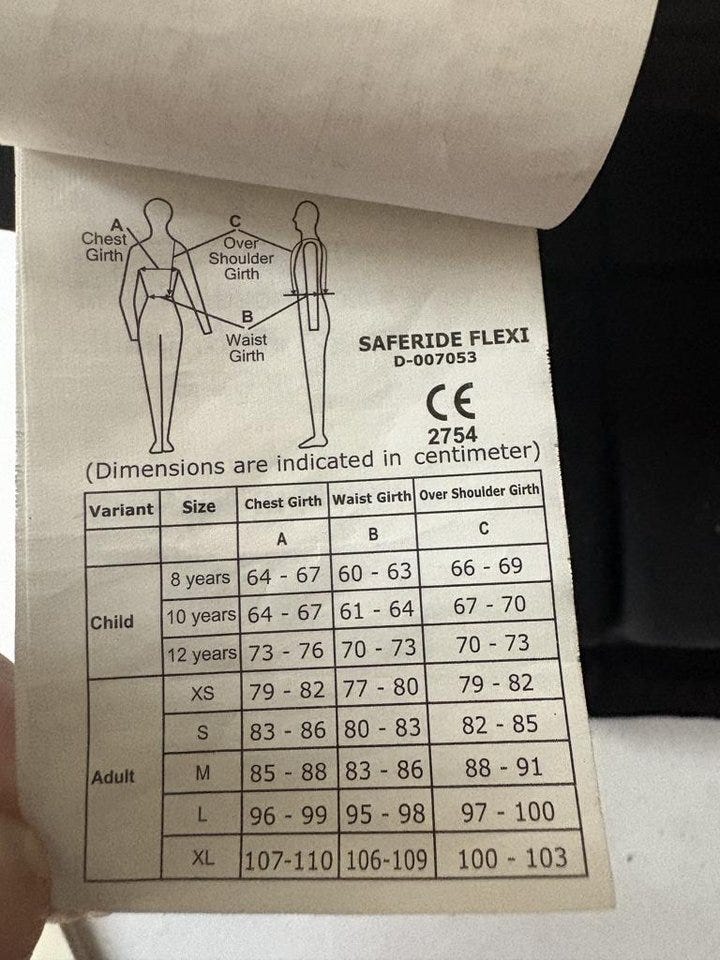 A
Chest
Girth
C
Over
Shoulder
Girth
B
Waist
Girth
SAFERIDE FLEXI
D-007053
CE
2754
(Dimensions are indicated in centimeter)
Variant Size Chest Girth Waist Girth Over Shoulder Girth
A B C
Child
8 years 64 - 67 60 - 63 66 - 69
10 years 64 - 67 61 - 64 67 - 70
12 years 73 - 76 70 - 73 70 - 73
Adult
XS 79 - 82 77 - 80 79 - 82
S 83 - 86 80 - 83 82 - 85
M 85 - 88 83 - 86 88 - 91
L 96 - 99 95 - 98 97 - 100
XL 107-110 106-109 100 - 103